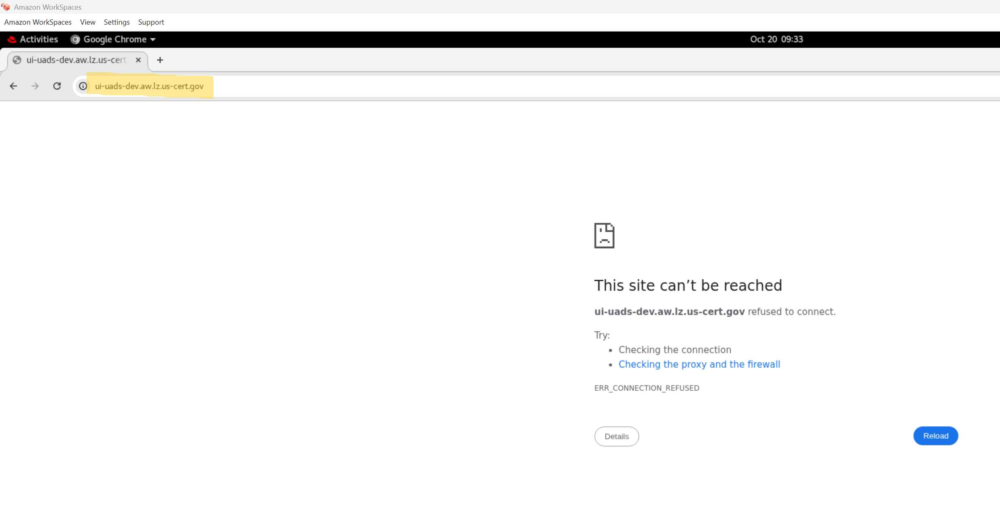 Amazon WorkSpaces
Amazon WorkSpaces View Settings Support
Activities Google Chrome Oct 20 09:33
ui-uads-dev.aw.lz.us-cert
ui-uads-dev.aw.lz.us-cert.gov
This site can’t be reached
ui-uads-dev.aw.lz.us-cert.gov refused to connect.
Try:
• Checking the connection
• Checking the proxy and the firewall
ERR_CONNECTION_REFUSED
Details Reload